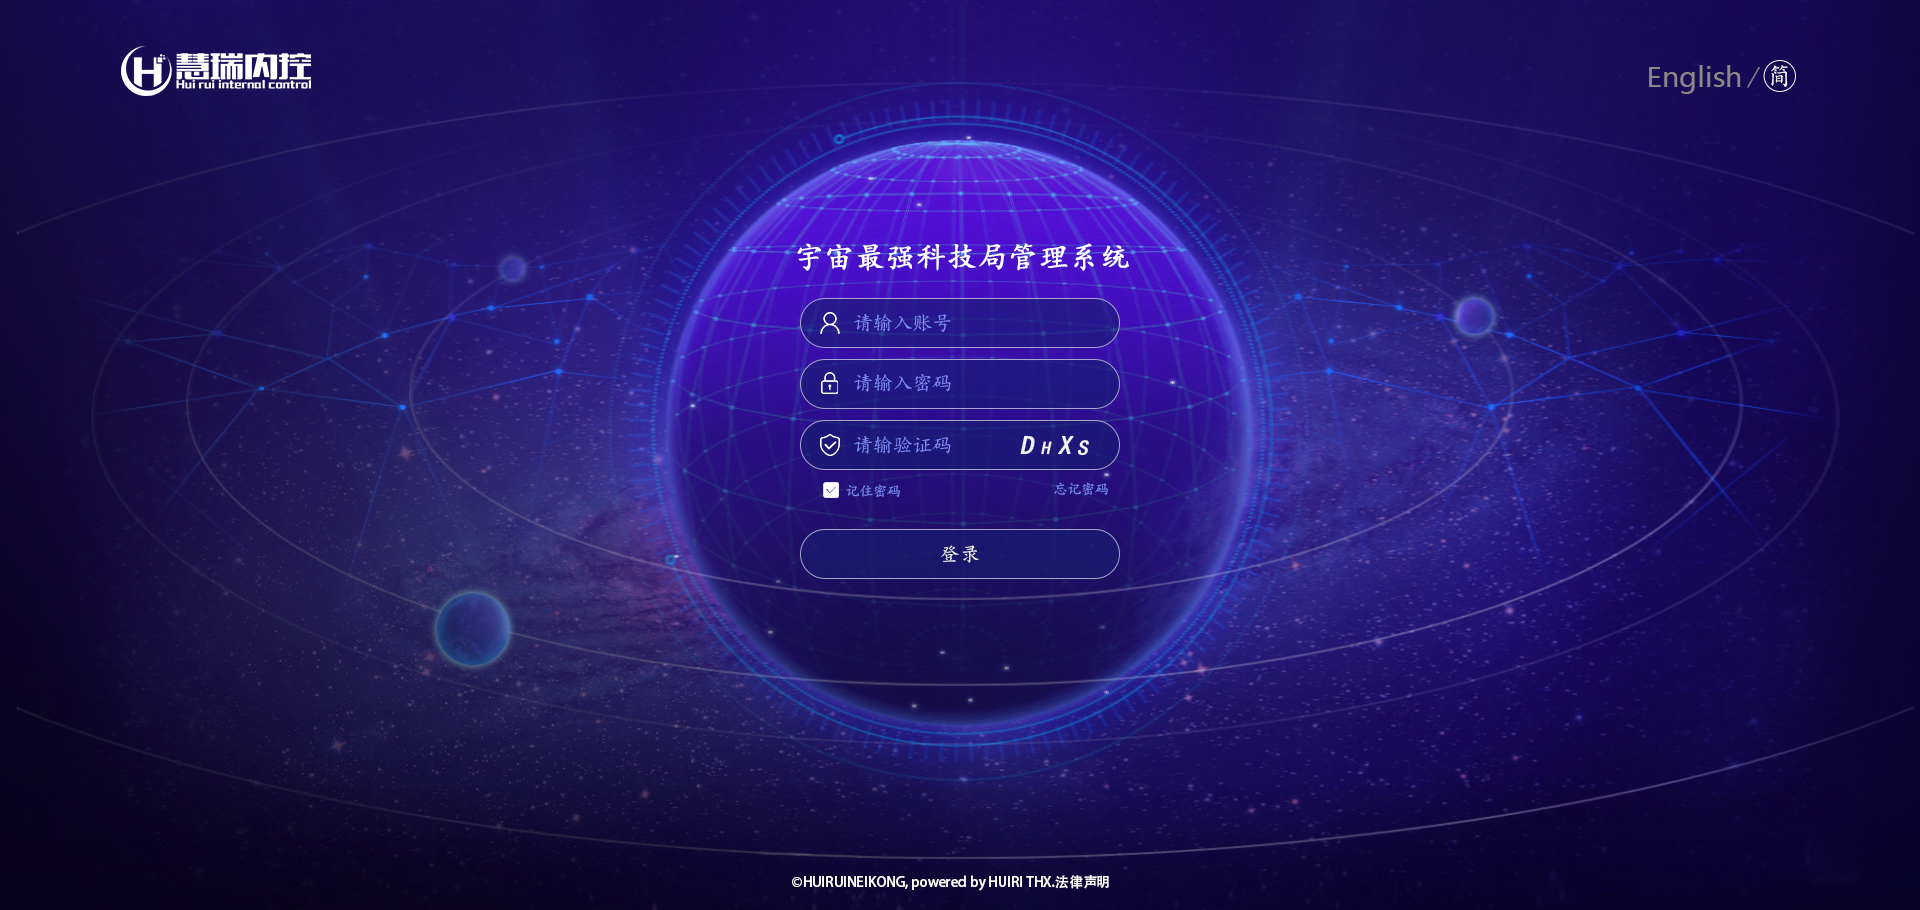 慧瑞内控
Hui rui internal control
English / 简
宇宙最强科技局管理系统
请输入账号
请输入密码
请输验证码 DHXS
记住密码 忘记密码
登录
©HUIRUINEIKONG, powered by HUIRI THX.法律声明